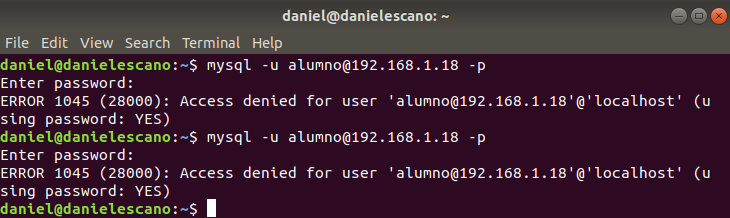 daniel@danielescano: ~
File Edit View Search Terminal Help
daniel@danielescano:~$ mysql -u alumno@192.168.1.18 -p
Enter password:
ERROR 1045 (28000): Access denied for user 'alumno@192.168.1.18'@'localhost' (u
sing password: YES)
daniel@danielescano:~$ mysql -u alumno@192.168.1.18 -p
Enter password:
ERROR 1045 (28000): Access denied for user 'alumno@192.168.1.18'@'localhost' (u
sing password: YES)
daniel@danielescano:~$